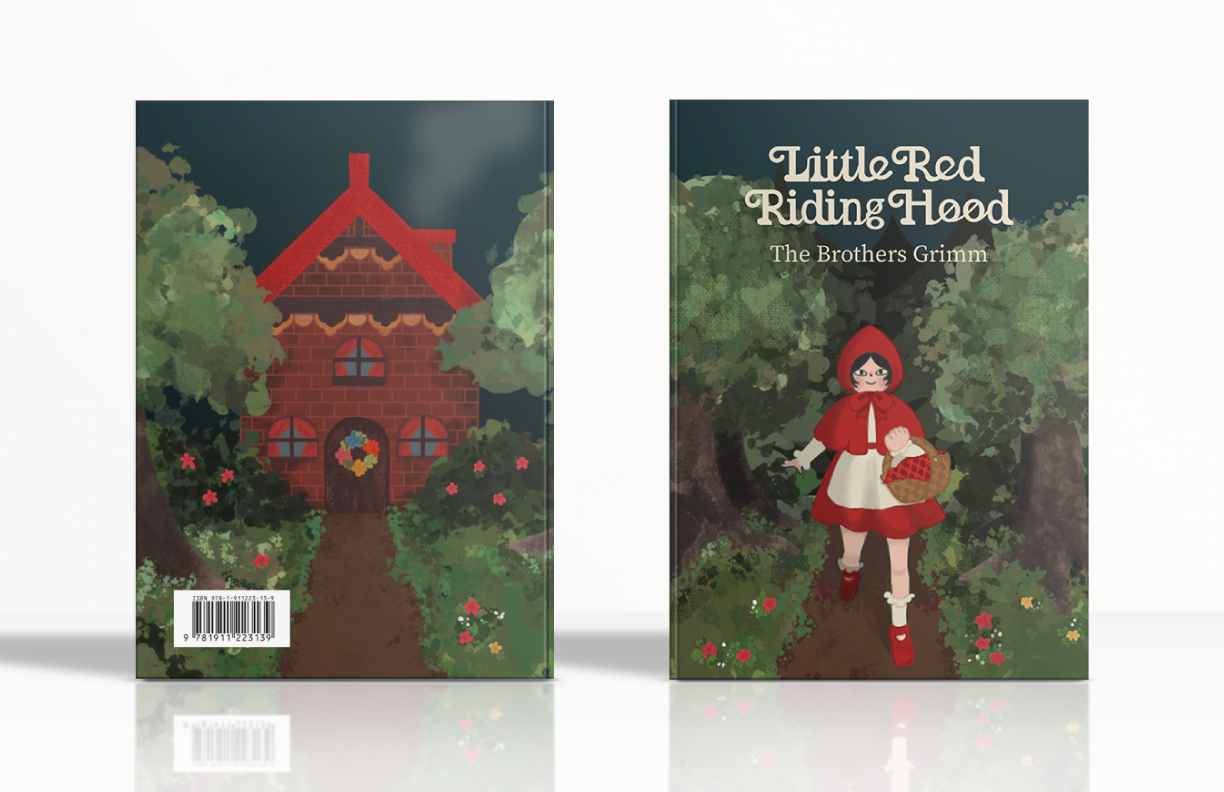 ISBN 978-1-911223-13-9
9 781911 223139
Little Red
Riding Hood
The Brothers Grimm